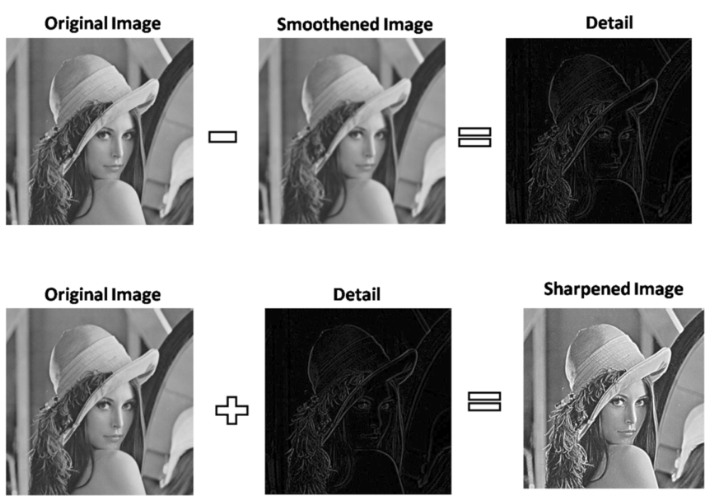 Original Image
Smoothened Image
Detail
Original Image
Detail
Sharpened Image